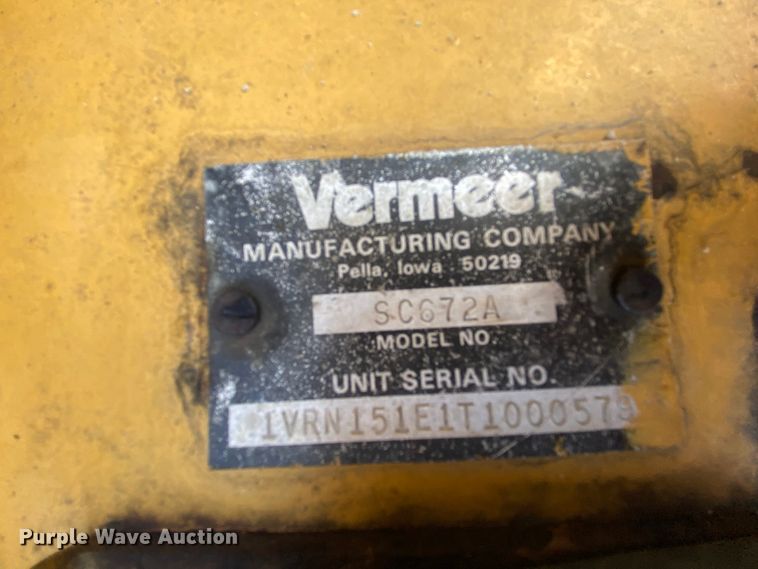 Vermeer
MANUFACTURING COMPANY
Pella, Iowa 50219
SC672A
MODEL NO.
UNIT SERIAL NO.
1VRN151E1T1000579
Purple Wave Auction